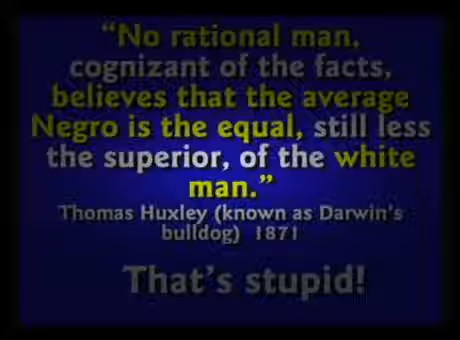 “No rational man,
cognizant of the facts,
believes that the average
Negro is the equal, still less
the superior, of the white
man.”
Thomas Huxley (known as Darwin's
bulldog) 1871
That's stupid!